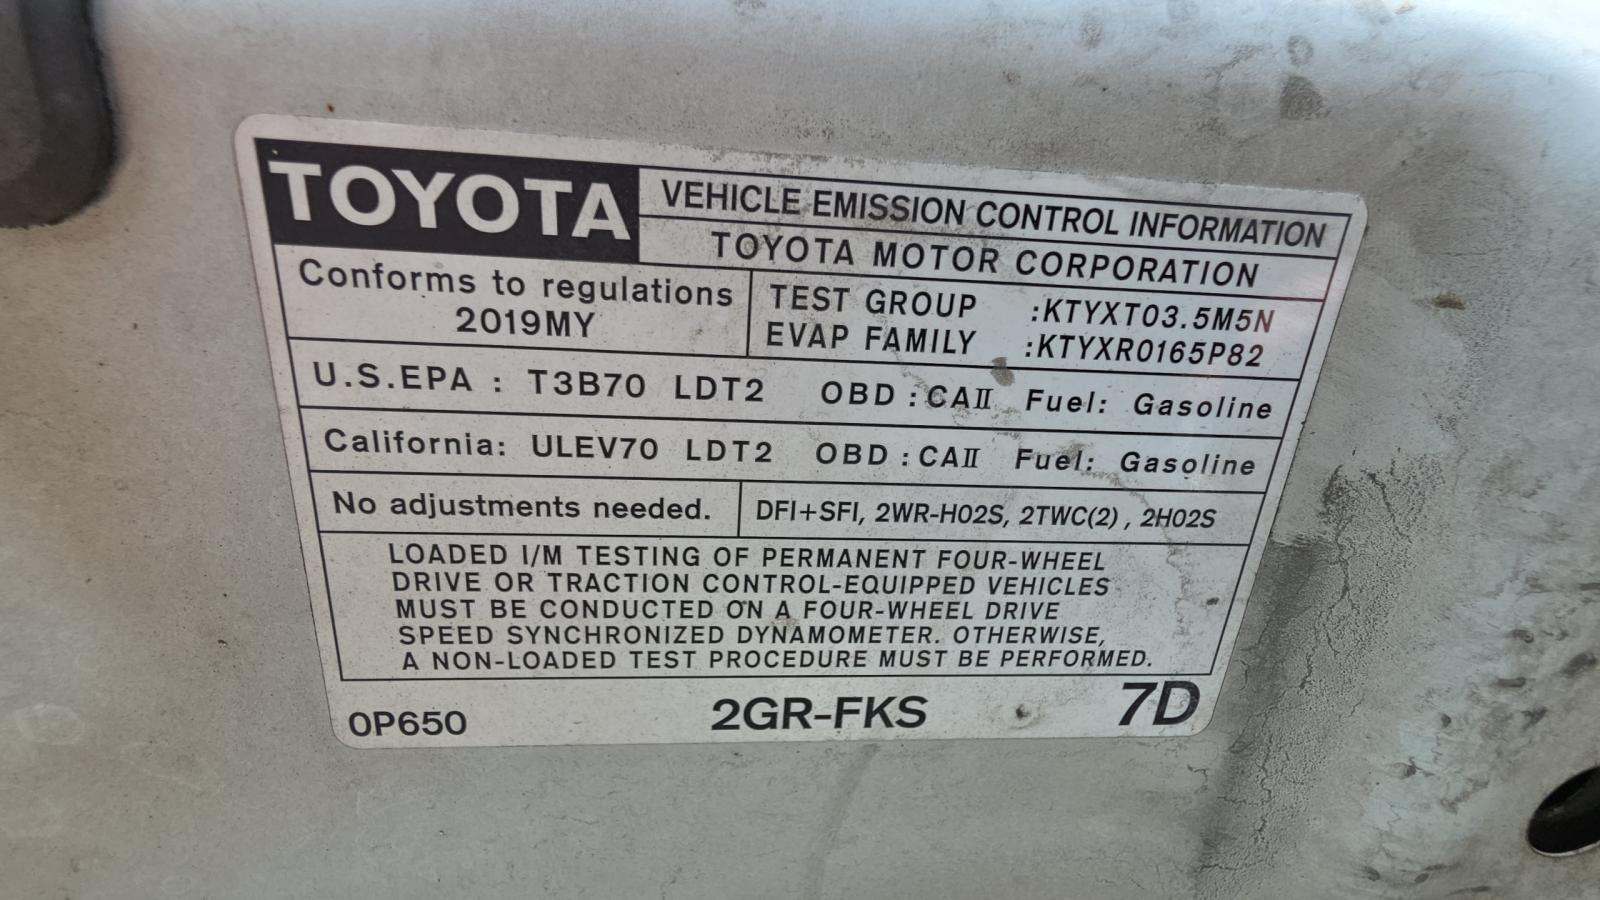 TOYOTA
VEHICLE EMISSION CONTROL INFORMATION
TOYOTA MOTOR CORPORATION
Conforms to regulations
2019MY
TEST GROUP :KTYXT03.5M5N
EVAP FAMILY :KTYXR0165P82
U.S.EPA : T3B70 LDT2 OBD : CAⅡ Fuel: Gasoline
California: ULEV70 LDT2 OBD : CAⅡ Fuel: Gasoline
No adjustments needed.
DFI+SFI, 2WR-HO2S, 2TWC(2) , 2HO2S
LOADED I/M TESTING OF PERMANENT FOUR-WHEEL
DRIVE OR TRACTION CONTROL-EQUIPPED VEHICLES
MUST BE CONDUCTED ON A FOUR-WHEEL DRIVE
SPEED SYNCHRONIZED DYNAMOMETER. OTHERWISE,
A NON-LOADED TEST PROCEDURE MUST BE PERFORMED.
0P650 2GR-FKS 7D